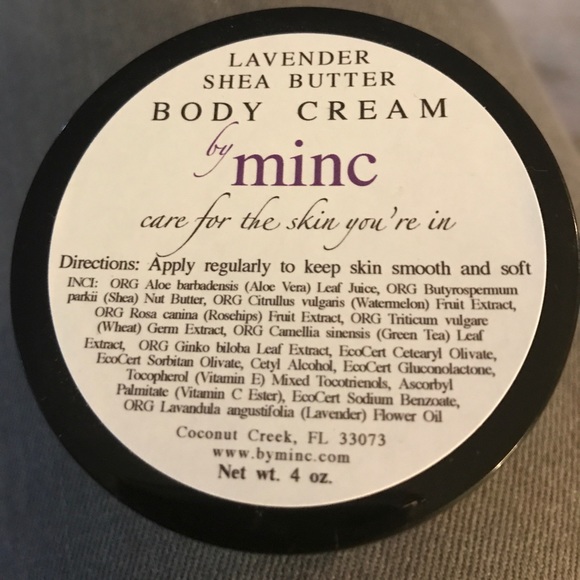 LAVENDER
SHEA BUTTER
BODY CREAM
by minc
care for the skin you're in
Directions: Apply regularly to keep skin smooth and soft
INCI: ORG Aloe barbadensis (Aloe Vera) Leaf Juice, ORG Butyrospermum
parkii (Shea) Nut Butter, ORG Citrullus vulgaris (Watermelon) Fruit Extract,
ORG Rosa canina (Rosehips) Fruit Extract, ORG Triticum vulgare
(Wheat) Germ Extract, ORG Camellia sinensis (Green Tea) Leaf
Extract, ORG Ginko biloba Leaf Extract, EcoCert Cetearyl Olivate,
EcoCert Sorbitan Olivate, Cetyl Alcohol, EcoCert Gluconolactone,
Tocopherol (Vitamin E) Mixed Tocotrienols, Ascorbyl
Palmitate (Vitamin C Ester), EcoCert Sodium Benzoate,
ORG Lavandula angustifolia (Lavender) Flower Oil
Coconut Creek, FL 33073
www.byminc.com
Net wt. 4 oz.